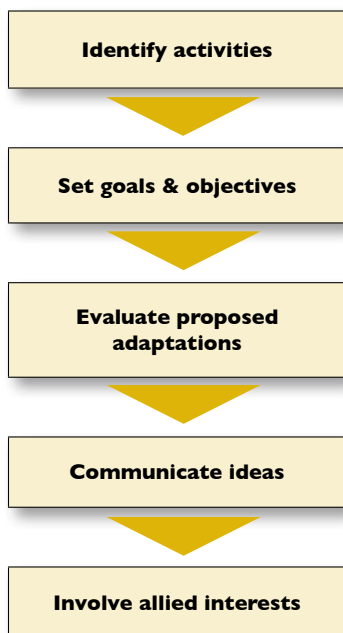 Identify activities
Set goals & objectives
Evaluate proposed
adaptations
Communicate ideas
Involve allied interests